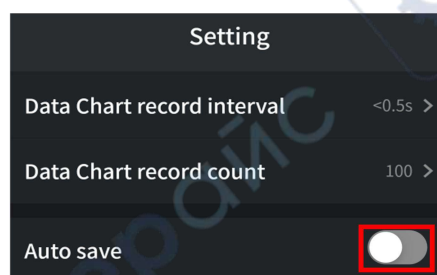 Setting
Data Chart record interval <0.5s >
Data Chart record count 100 >
Auto save